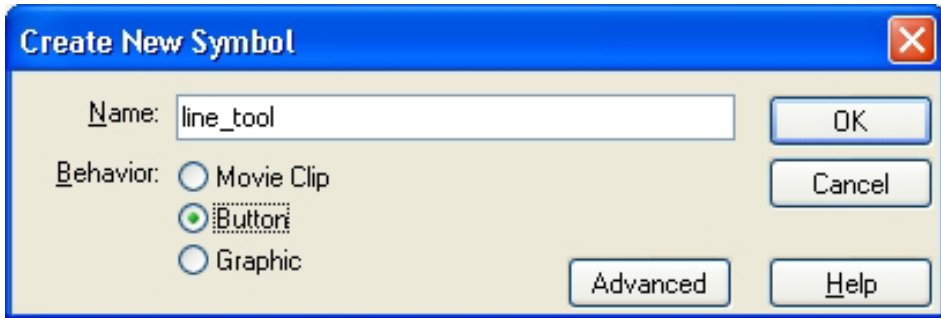 Create New Symbol
Name: line_tool
OK
Behavior: Movie Clip
Cancel
Button
Graphic
Advanced
Help